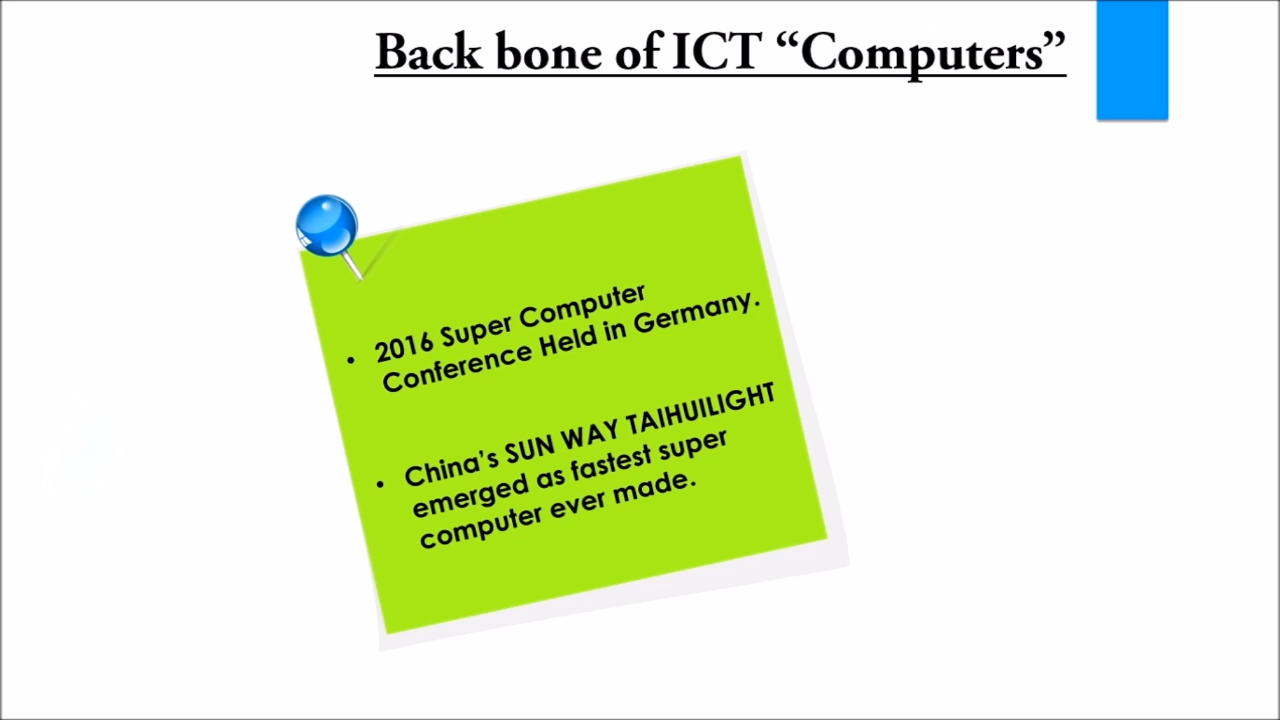 Back bone of ICT “Computers”
• 2016 Super Computer
Conference Held in Germany.
• China’s SUN WAY TAIHUILIGHT
emerged as fastest super
computer ever made.